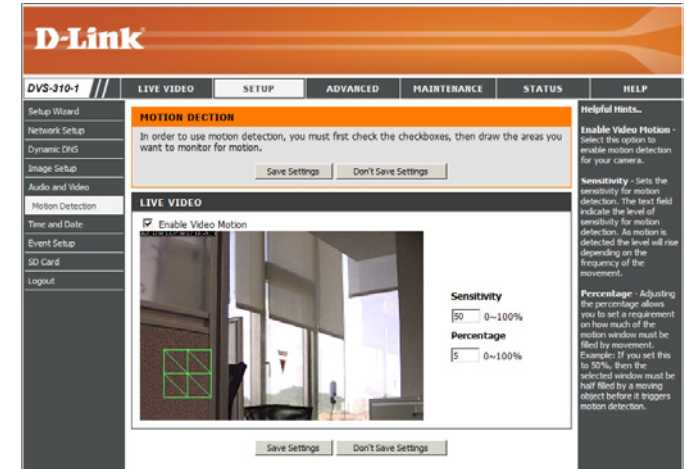 D-Link
DVS-310-1
LIVE VIDEO
SETUP
ADVANCED
MAINTENANCE
STATUS
HELP
Setup Wizard
Network Setup
Dynamic DNS
Image Setup
Audio and Video
Motion Detection
Time and Date
Event Setup
SD Card
Logout
MOTION DECTION
In order to use motion detection, you must first check the checkboxes, then draw the areas you
want to monitor for motion.
Save Settings
Don't Save Settings
LIVE VIDEO
Enable Video Motion
Sensitivity
50 0~100%
Percentage
5 0~100%
Save Settings
Don't Save Settings
Helpful Hints..
Enable Video Motion -
Select this option to
enable motion detection
for your camera.
Sensitivity - Sets the
sensitivity for motion
detection. The text field
indicate the level of
sensitivity for motion
detection. As motion is
detected the level will rise
depending on the
frequency of the
movement.
Percentage - Adjusting
the percentage allows
you to set a requirement
on how much of the
motion window must be
filled by movement.
Example: If you set this
to 50%, then the
selected window must be
half filled by a moving
object before it triggers
motion detection.